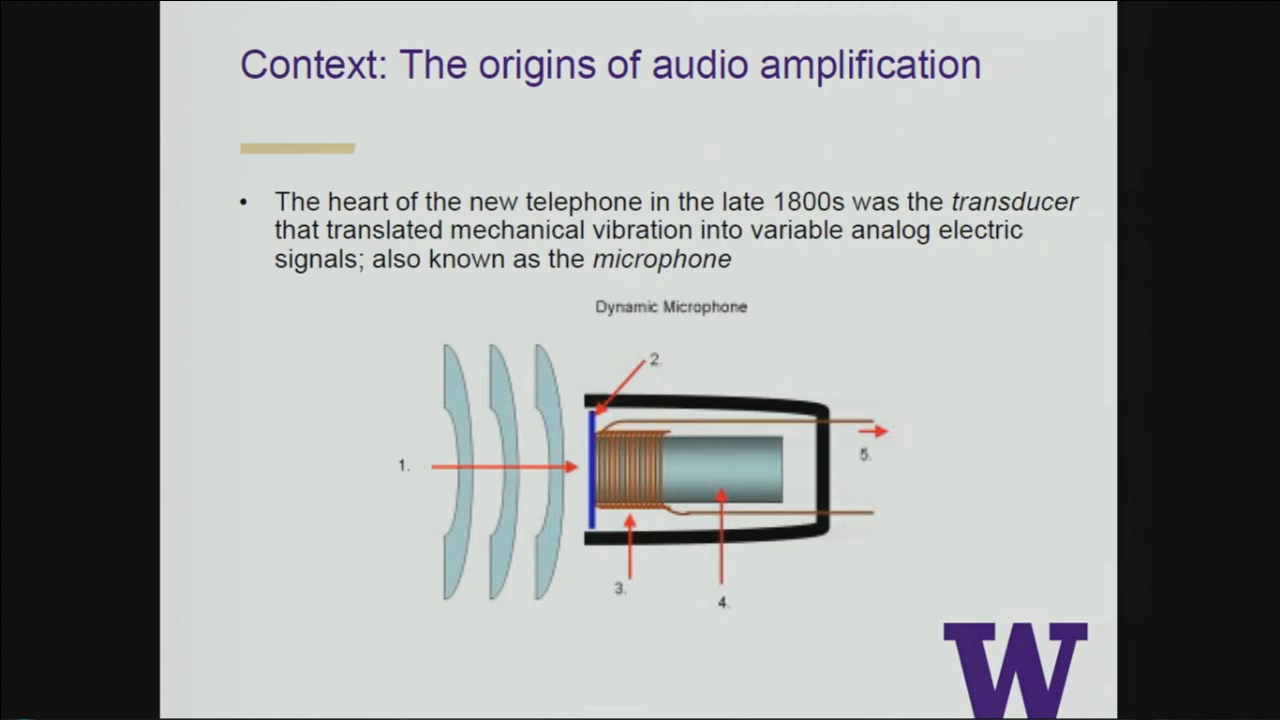 Context: The origins of audio amplification
• The heart of the new telephone in the late 1800s was the transducer
that translated mechanical vibration into variable analog electric
signals; also known as the microphone
Dynamic Microphone
2.
1.
5.
3.
4.
W